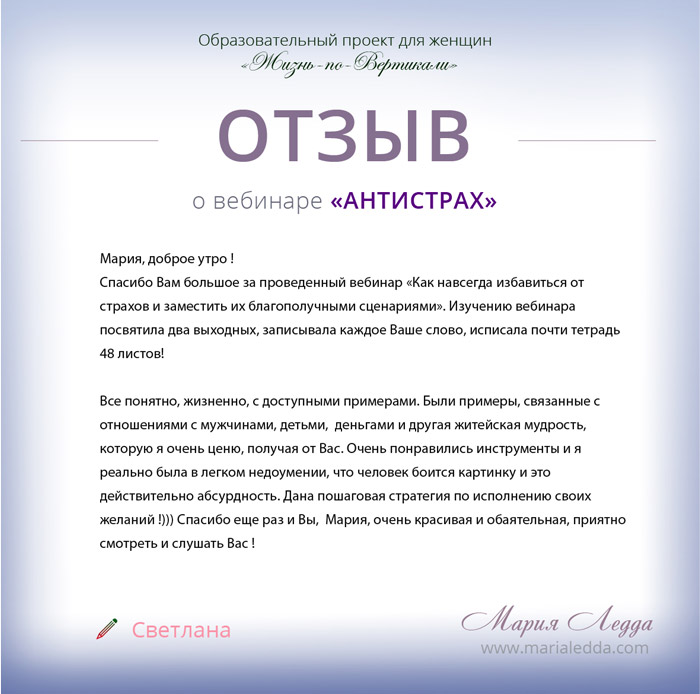 Образовательный проект для женщин
«Жизнь-по-Вертикали»
ОТЗЫВ
о вебинаре «АНТИСТРАХ»
Мария, доброе утро !
Спасибо Вам большое за проведенный вебинар «Как навсегда избавиться от
страхов и заместить их благополучными сценариями». Изучению вебинара
посвятила два выходных, записывала каждое Ваше слово, исписала почти тетрадь
48 листов!
Все понятно, жизненно, с доступными примерами. Были примеры, связанные с
отношениями с мужчинами, детьми, деньгами и другая житейская мудрость,
которую я очень ценю, получая от Вас. Очень понравились инструменты и я
реально была в легком недоумении, что человек боится картинку и это
действительно абсурдность. Дана пошаговая стратегия по исполнению своих
желаний !))) Спасибо еще раз и Вы, Мария, очень красивая и обаятельная, приятно
смотреть и слушать Вас !
Светлана
Мария Ледда
www.marialedda.com